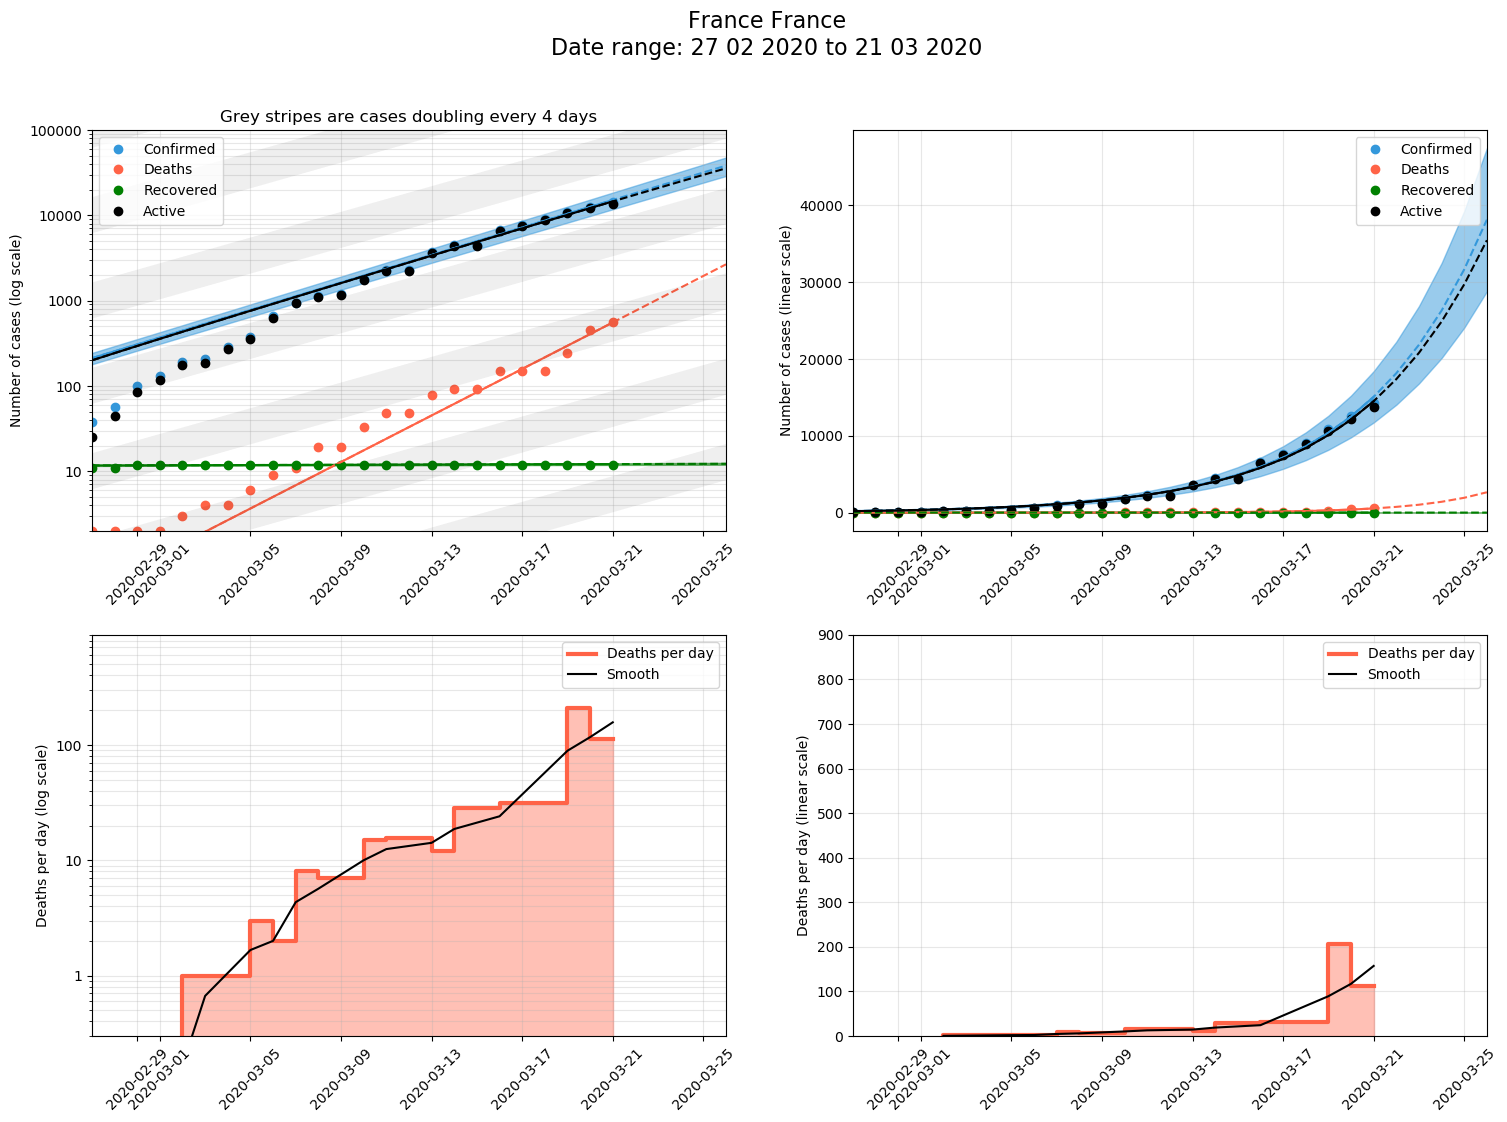 France France
Date range: 27 02 2020 to 21 03 2020
Grey stripes are cases doubling every 4 days
Number of cases (log scale)
100000
10000
1000
100
10
Confirmed
Deaths
Recovered
Active
2020-02-29
2020-03-01
2020-03-05
2020-03-09
2020-03-13
2020-03-17
2020-03-21
2020-03-25
Number of cases (linear scale)
40000
30000
20000
10000
0
Confirmed
Deaths
Recovered
Active
2020-02-29
2020-03-01
2020-03-05
2020-03-09
2020-03-13
2020-03-17
2020-03-21
2020-03-25
Deaths per day (log scale)
100
10
1
Deaths per day
Smooth
2020-02-29
2020-03-01
2020-03-05
2020-03-09
2020-03-13
2020-03-17
2020-03-21
2020-03-25
Deaths per day (linear scale)
900
800
700
600
500
400
300
200
100
0
Deaths per day
Smooth
2020-02-29
2020-03-01
2020-03-05
2020-03-09
2020-03-13
2020-03-17
2020-03-21
2020-03-25